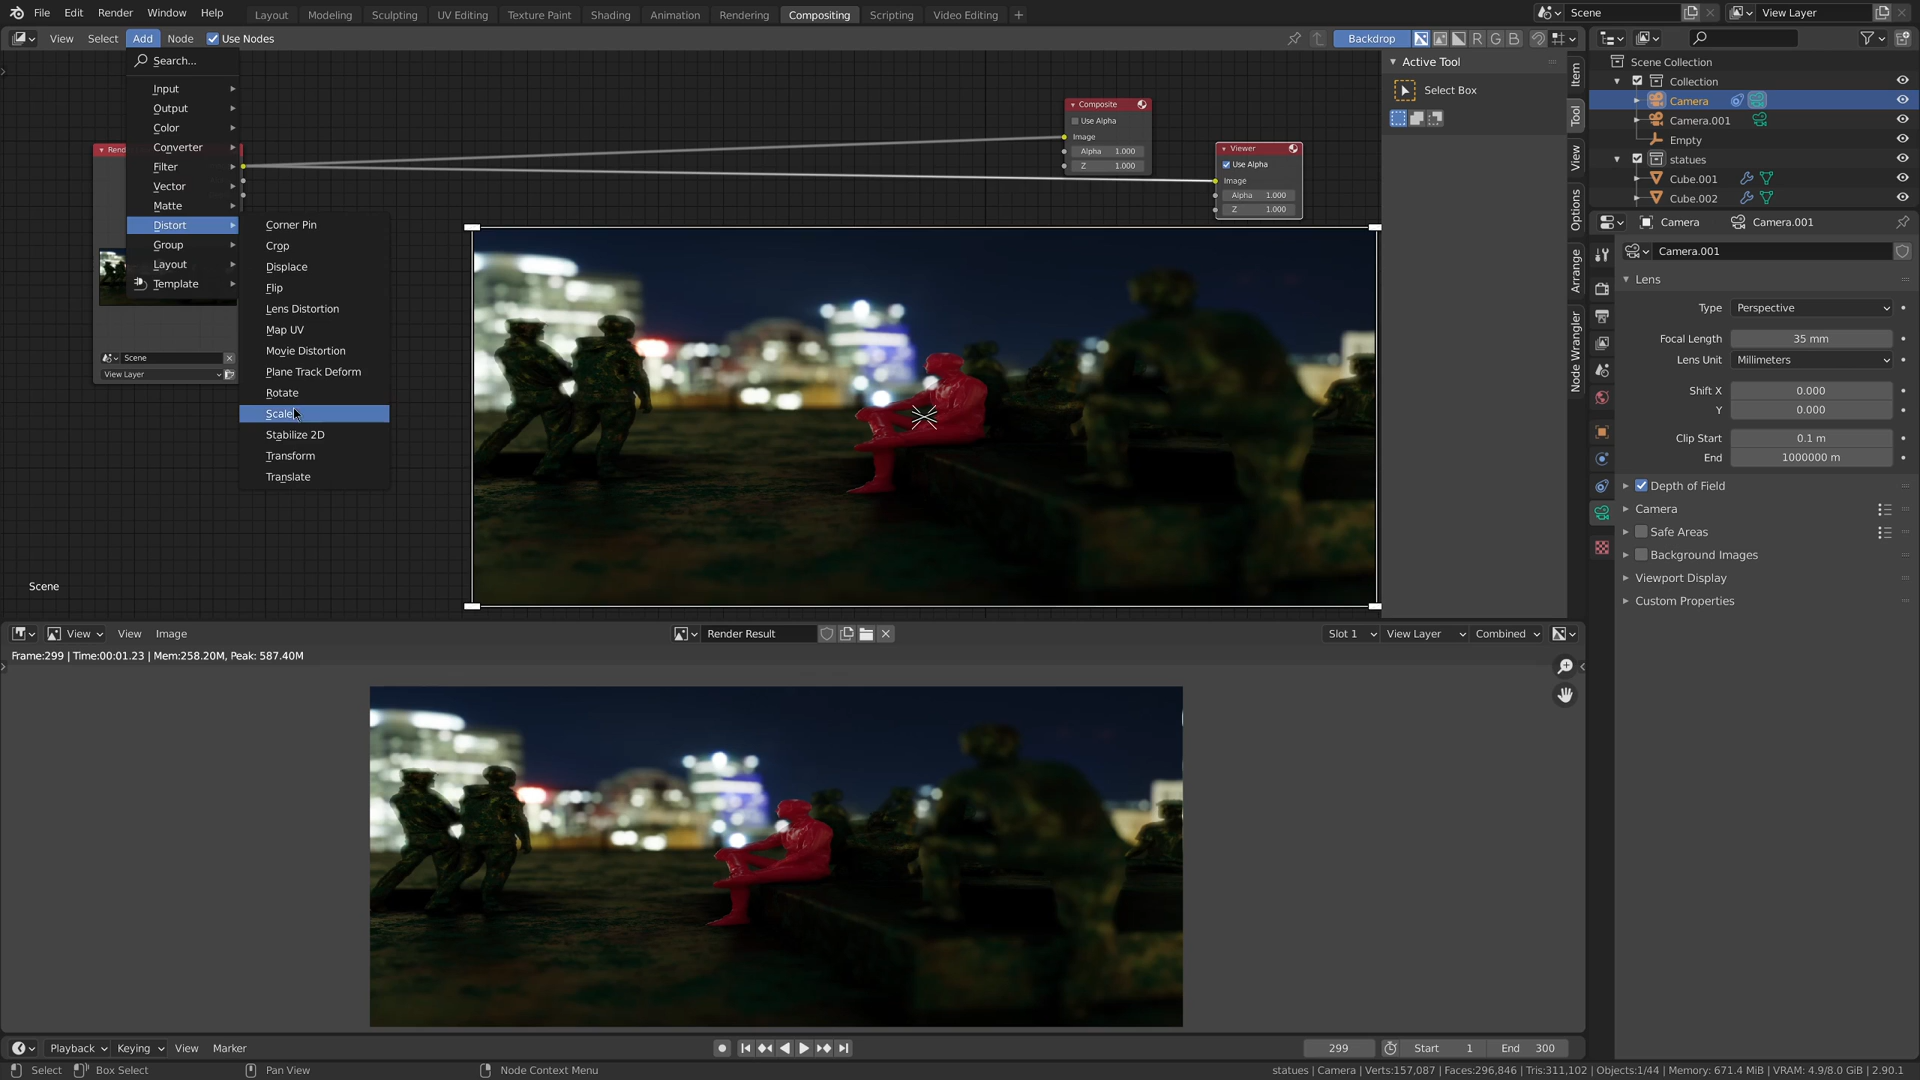 File Edit Render Window Help
Layout Modeling Sculpting UV Editing Texture Paint Shading Animation Rendering Compositing Scripting Video Editing
Scene
View Layer
View Select Add Node Use Nodes
Backdrop
R G B
Search...
Input
Output
Color
Converter
Filter
Vector
Matte
Distort
Group
Layout
Template
Corner Pin
Crop
Displace
Flip
Lens Distortion
Map UV
Movie Distortion
Plane Track Deform
Rotate
Scale
Stabilize 2D
Transform
Translate
Rend
Scene
View Layer
Composite
Use Alpha
Image
Alpha 1.000
Z 1.000
Viewer
Use Alpha
Image
Alpha 1.000
Z 1.000
Scene
Active Tool
Select Box
Item
Tool
View
Options
Arrange
Node Wrangler
Scene Collection
Collection
Camera
Camera.001
Empty
statues
Cube.001
Cube.002
Camera Camera.001
Camera.001
Lens
Type Perspective
Focal Length 35 mm
Lens Unit Millimeters
Shift X 0.000
Y 0.000
Clip Start 0.1 m
End 1000000 m
Depth of Field
Camera
Safe Areas
Background Images
Viewport Display
Custom Properties
View View Image
Render Result
Slot 1 View Layer Combined
Frame:299 | Time:00:01.23 | Mem:258.20M, Peak: 587.40M
Playback Keying View Marker
299 Start 1 End 300
Select Box Select Pan View Node Context Menu
statues | Camera | Verts:157,087 | Faces:296,846 | Tris:311,102 | Objects:1/44 | Memory: 671.4 MiB | VRAM: 4.9/8.0 GiB | 2.90.1